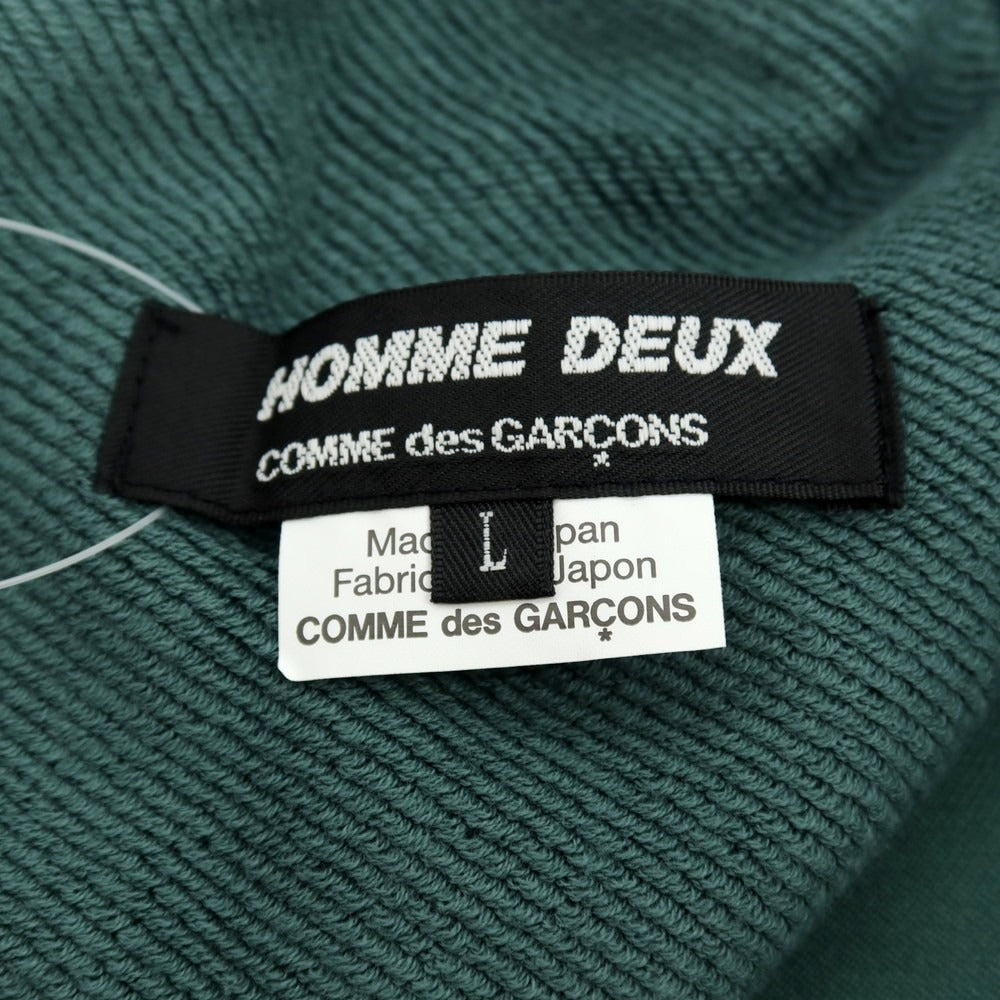 HOMME DEUX
COMME des GARÇONS
L
Mac pan
Fabric Japon
COMME des GARÇONS